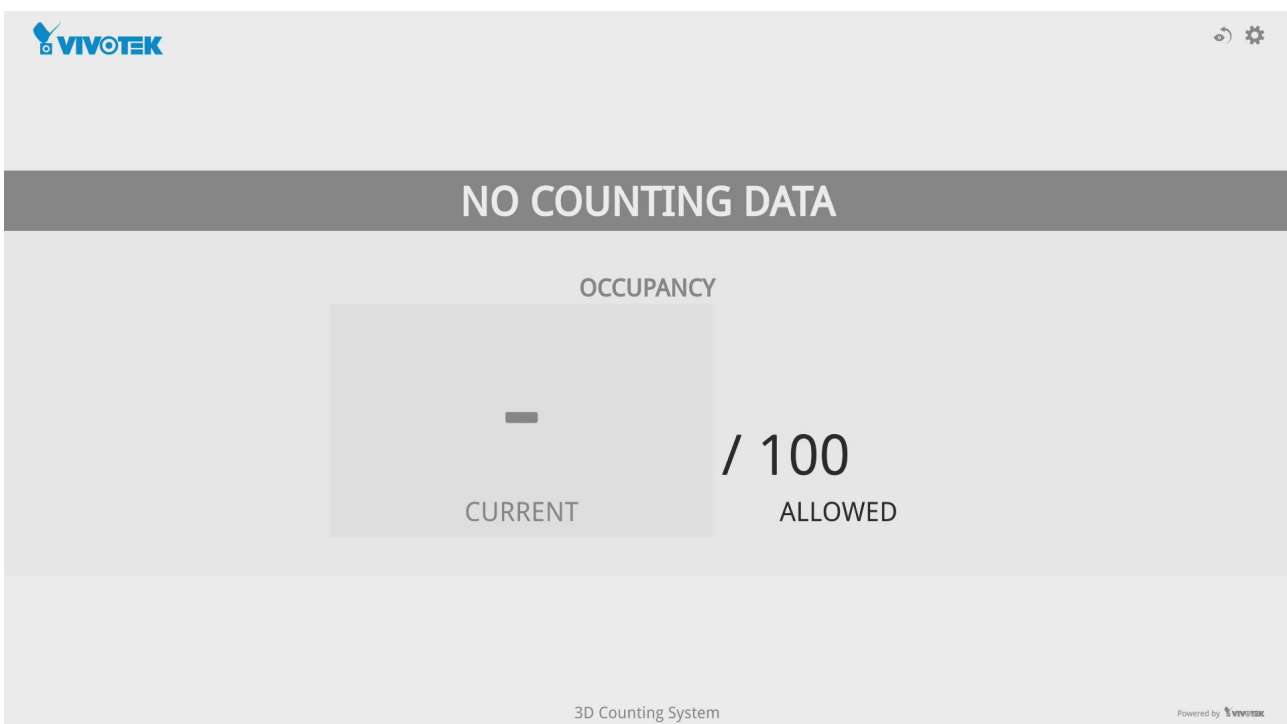 VIVOTEK
NO COUNTING DATA
OCCUPANCY
-
/ 100
CURRENT
ALLOWED
3D Counting System
Powered by VIVOTEK